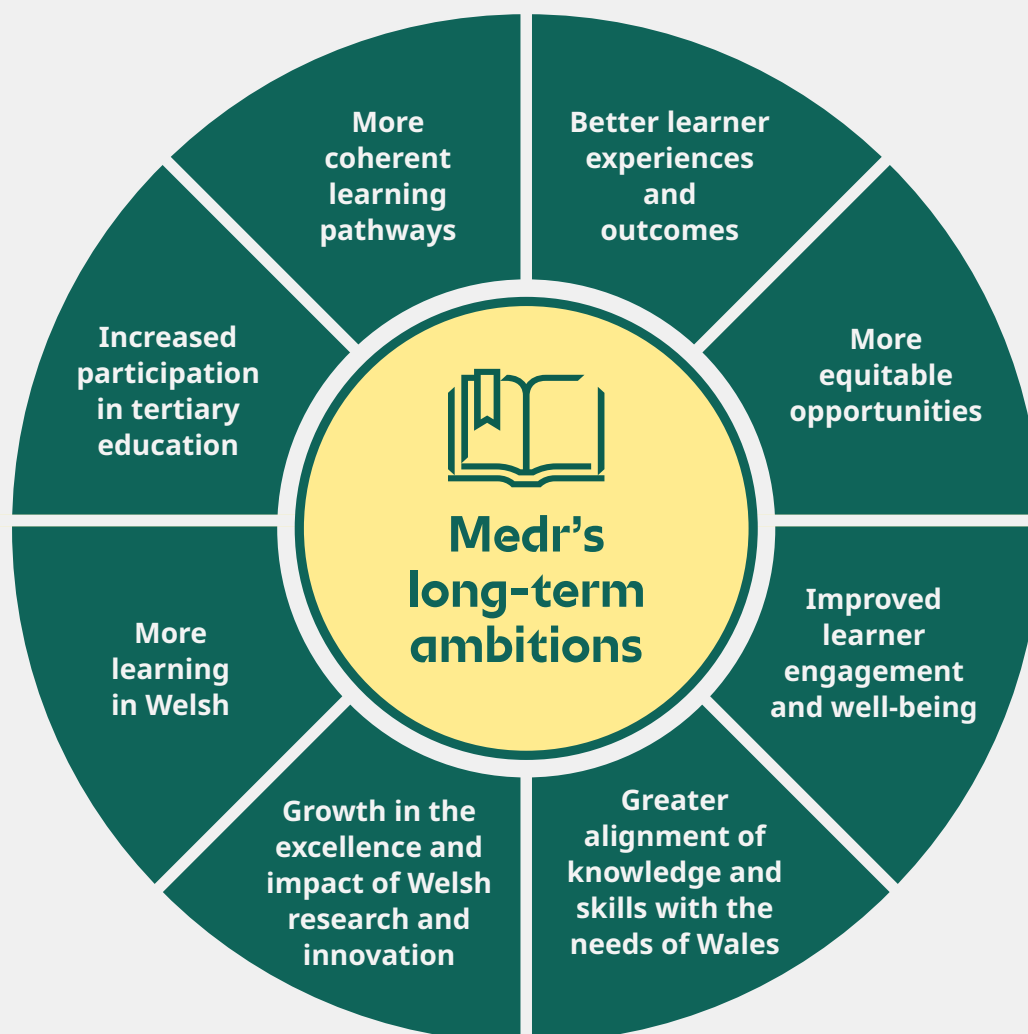 Medr’s
long-term
ambitions
Better learner
experiences
and
outcomes
More
equitable
opportunities
Improved
learner
engagement
and well-being
Greater
alignment of
knowledge and
skills with the
needs of Wales
Growth in the
excellence and
impact of Welsh
research and
innovation
More
learning
in Welsh
Increased
participation
in tertiary
education
More
coherent
learning
pathways